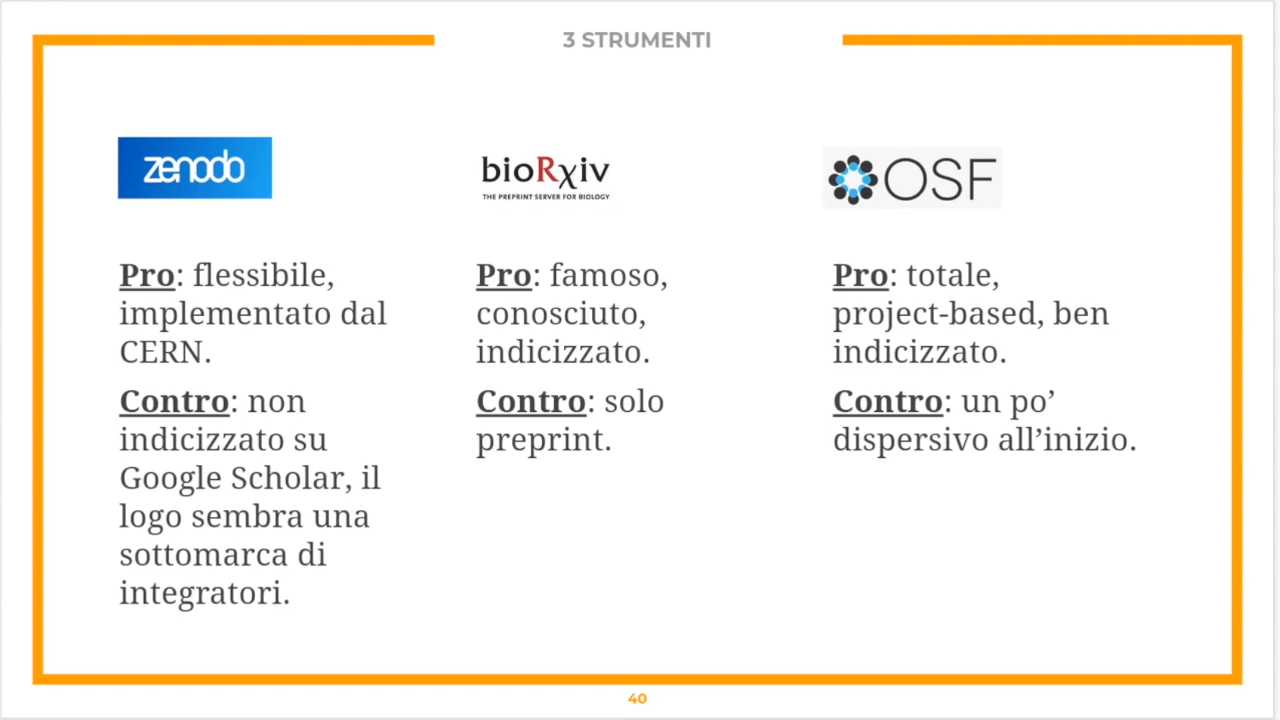 3 STRUMENTI
zenodo
Pro: flessibile,
implementato dal
CERN.
Contro: non
indicizzato su
Google Scholar, il
logo sembra una
sottomarca di
integratori.
bioRχiv
THE PREPRINT SERVER FOR BIOLOGY
Pro: famoso,
conosciuto,
indicizzato.
Contro: solo
preprint.
OSF
Pro: totale,
project-based, ben
indicizzato.
Contro: un po’
dispersivo all’inizio.
40